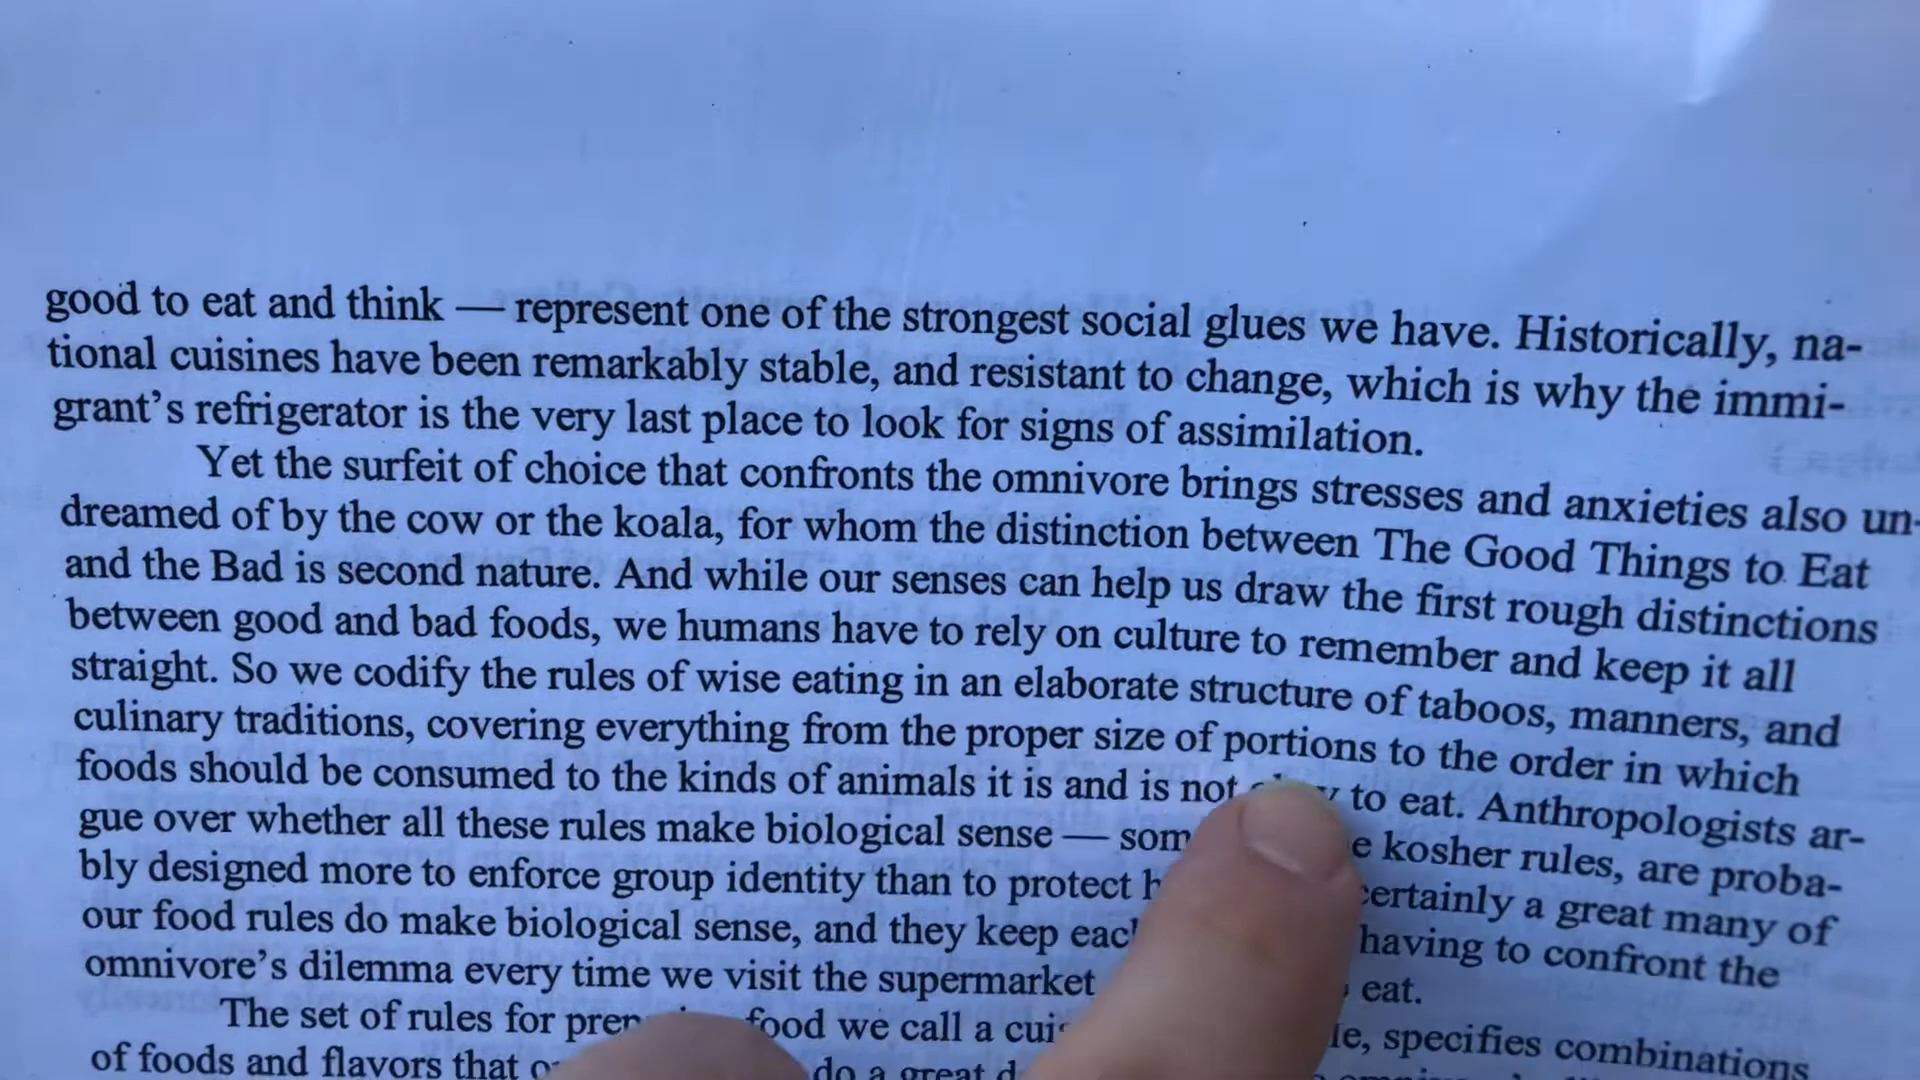 good to eat and think — represent one of the strongest social glues we have. Historically, na-
tional cuisines have been remarkably stable, and resistant to change, which is why the immi-
grant's refrigerator is the very last place to look for signs of assimilation.
Yet the surfeit of choice that confronts the omnivore brings stresses and anxieties also un-
dreamed of by the cow or the koala, for whom the distinction between The Good Things to Eat
and the Bad is second nature. And while our senses can help us draw the first rough distinctions
between good and bad foods, we humans have to rely on culture to remember and keep it all
straight. So we codify the rules of wise eating in an elaborate structure of taboos, manners, and
culinary traditions, covering everything from the proper size of portions to the order in which
foods should be consumed to the kinds of animals it is and is not to eat. Anthropologists ar-
gue over whether all these rules make biological sense — kosher rules, are proba-
bly designed more to enforce group identity than to protect certainly a great many of
our food rules do make biological sense, and they keep having to confront the
omnivore's dilemma every time we visit the supermarket eat.
The set of rules for food we call a specifies combinations
of foods and flavors that do a great